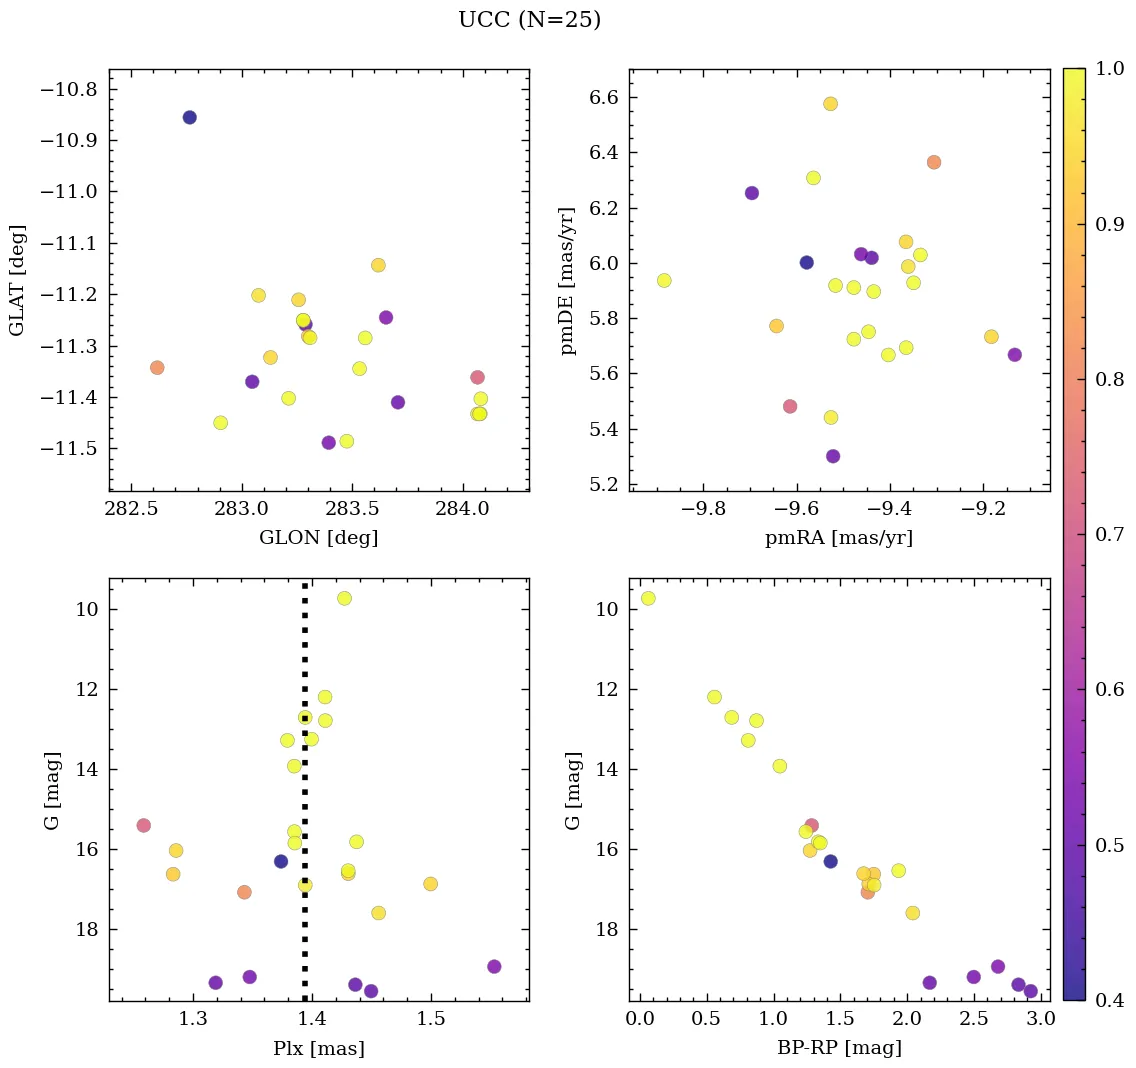 UCC (N=25)
−10.8
−10.9
−11.0
−11.1
−11.2
−11.3
−11.4
−11.5
GLAT [deg]
282.5 283.0 283.5 284.0
GLON [deg]
6.6
6.4
6.2
6.0
5.8
5.6
5.4
5.2
pmDE [mas/yr]
−9.8 −9.6 −9.4 −9.2
pmRA [mas/yr]
10
12
14
16
18
G [mag]
1.3 1.4 1.5
Plx [mas]
10
12
14
16
18
G [mag]
0.0 0.5 1.0 1.5 2.0 2.5 3.0
BP-RP [mag]
1.0
0.9
0.8
0.7
0.6
0.5
0.4